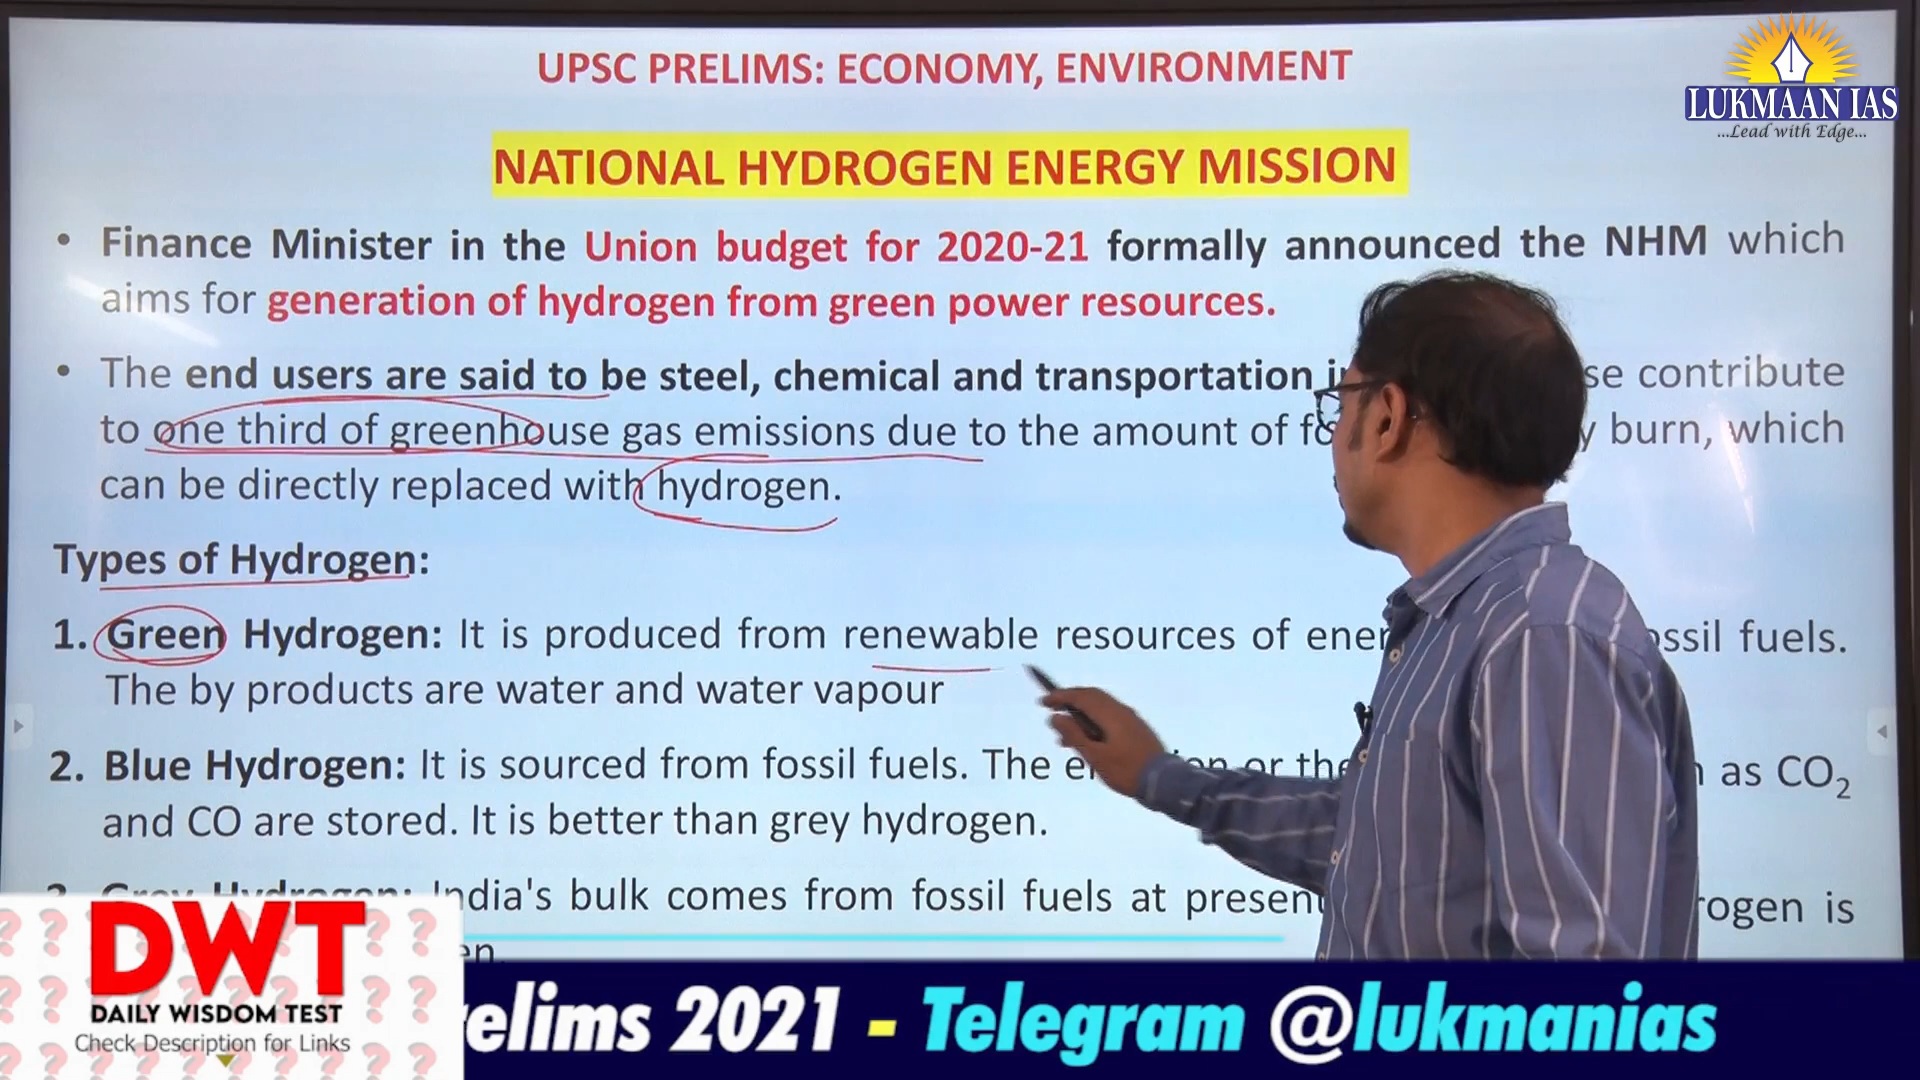 UPSC PRELIMS: ECONOMY, ENVIRONMENT
LUKMAAN IAS
...Lead with Edge...
NATIONAL HYDROGEN ENERGY MISSION
• Finance Minister in the Union budget for 2020-21 formally announced the NHM which
aims for generation of hydrogen from green power resources.
• The end users are said to be steel, chemical and transportation se contribute
to one third of greenhouse gas emissions due to the amount of burn, which
can be directly replaced with hydrogen.
Types of Hydrogen:
1. Green Hydrogen: It is produced from renewable resources of fuels.
The by products are water and water vapour
2. Blue Hydrogen: It is sourced from fossil fuels. The or the as CO₂
and CO are stored. It is better than grey hydrogen.
Hydrogen: India's bulk comes from fossil fuels at present is
DWT
DAILY WISDOM TEST
Check Description for Links
relims 2021 - Telegram @lukmanias